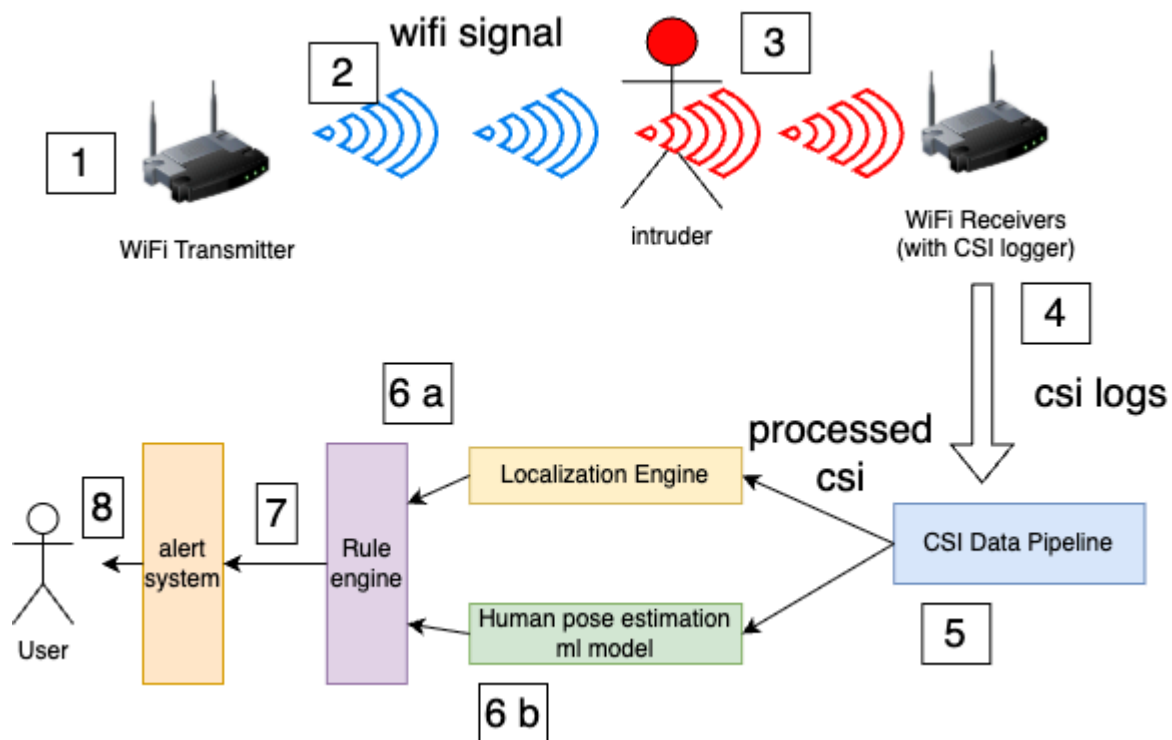 wifi signal
3
2
1
WiFi Transmitter
intruder
WiFi Receivers
(with CSI logger)
4
csi logs
6 a
processed
csi
Localization Engine
8
7
alert
system
Rule
engine
CSI Data Pipeline
Human pose estimation
ml model
User
5
6 b